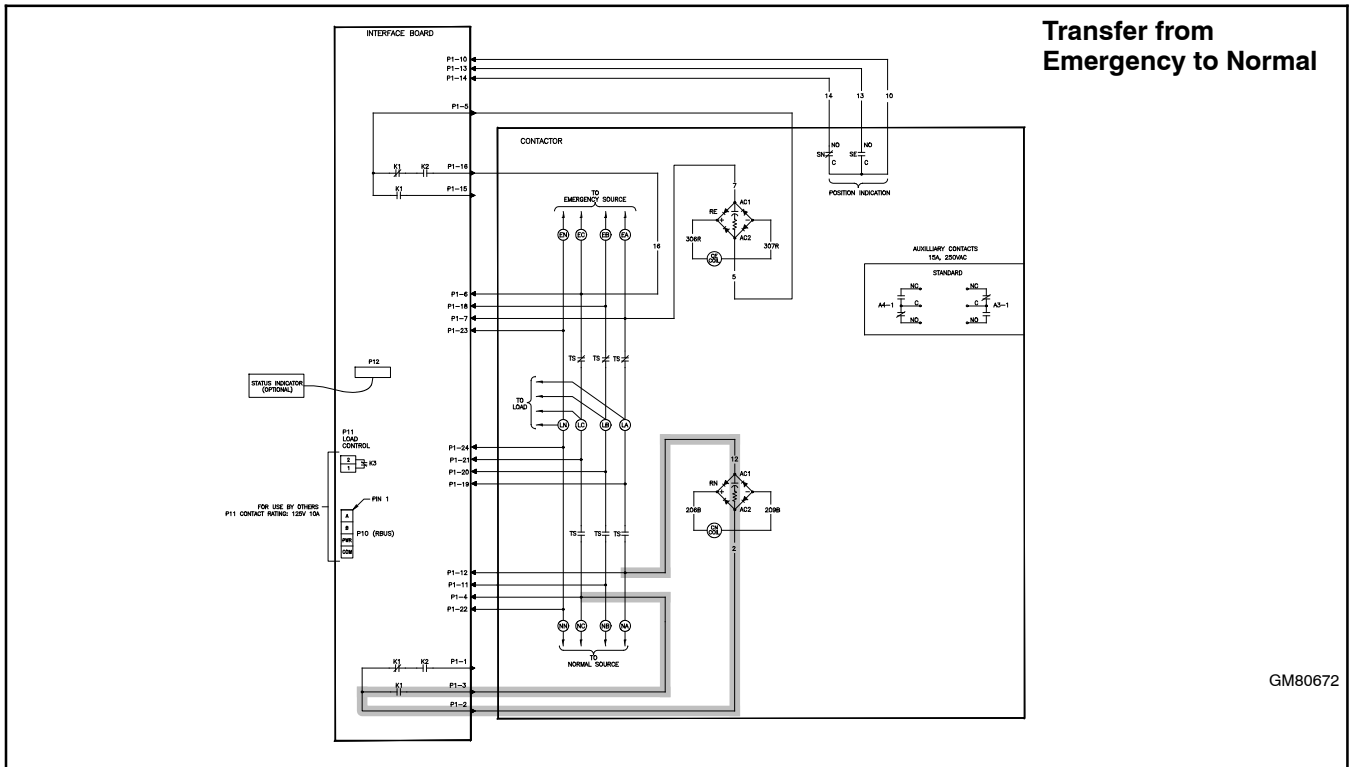 Transfer from
Emergency to Normal
INTERFACE BOARD
P1-10
P1-13
P1-14
P1-5
14
13
10
CONTACTOR
NO
NO
SN
SE
C
C
POSITION INDICATION
K1
K2
P1-16
K1
P1-15
TO
EMERGENCY SOURCE
7
AC1
RE
EN
EC
EB
EA
AC2
306R
307R
16
CE
COIL
5
AUXILLIARY CONTACTS
15A, 250VAC
STANDARD
NC
NC
A4-1
C
C
A3-1
NO
NO
P1-6
P1-18
P1-7
P1-23
TS
TS
TS
P12
STATUS INDICATOR
(OPTIONAL)
TO
LOAD
LN
LC
LB
LA
P11
LOAD
CONTROL
2
1
K3
P1-24
P1-21
P1-20
P1-19
12
AC1
RN
AC2
206B
209B
CN
COIL
2
PIN 1
FOR USE BY OTHERS
P11 CONTACT RATING: 125V 10A
A
B
PWR
COM
P10 (RBUS)
TS
TS
TS
P1-12
P1-11
P1-4
P1-22
NN
NC
NB
NA
TO
NORMAL SOURCE
K1
K2
P1-1
K1
P1-3
P1-2
GM80672